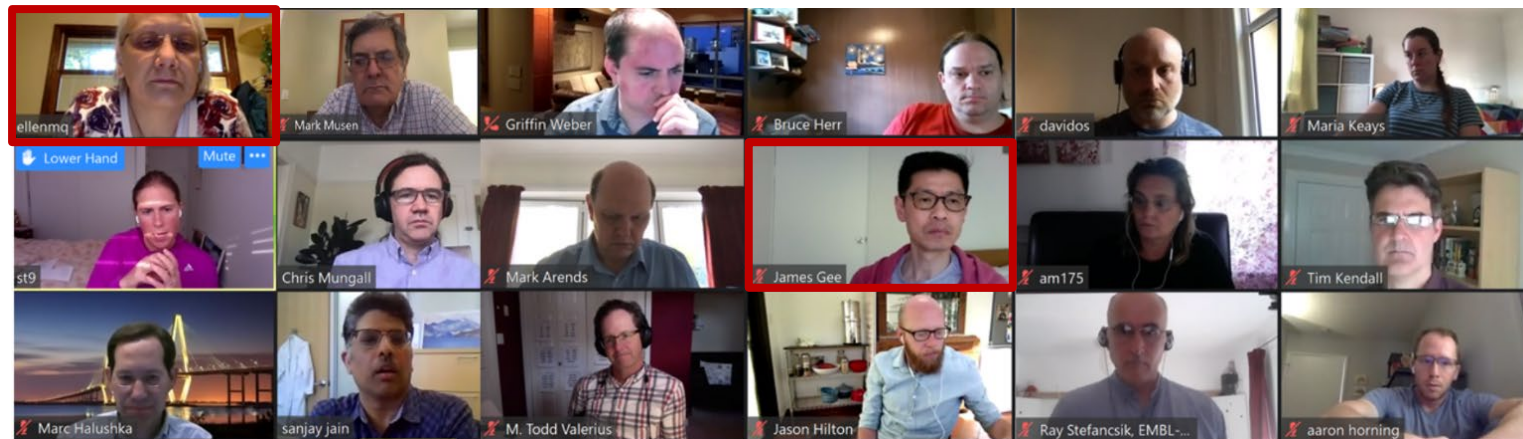 ellenmq
Mark Musen
Griffin Weber
Bruce Herr
davidos
Maria Keays
Lower Hand
Mute
st9
Chris Mungall
Mark Arends
James Gee
am175
Tim Kendall
Marc Halushka
sanjay jain
M. Todd Valerius
Jason Hilton
Ray Stefancsik, EMBL-...
aaron horning